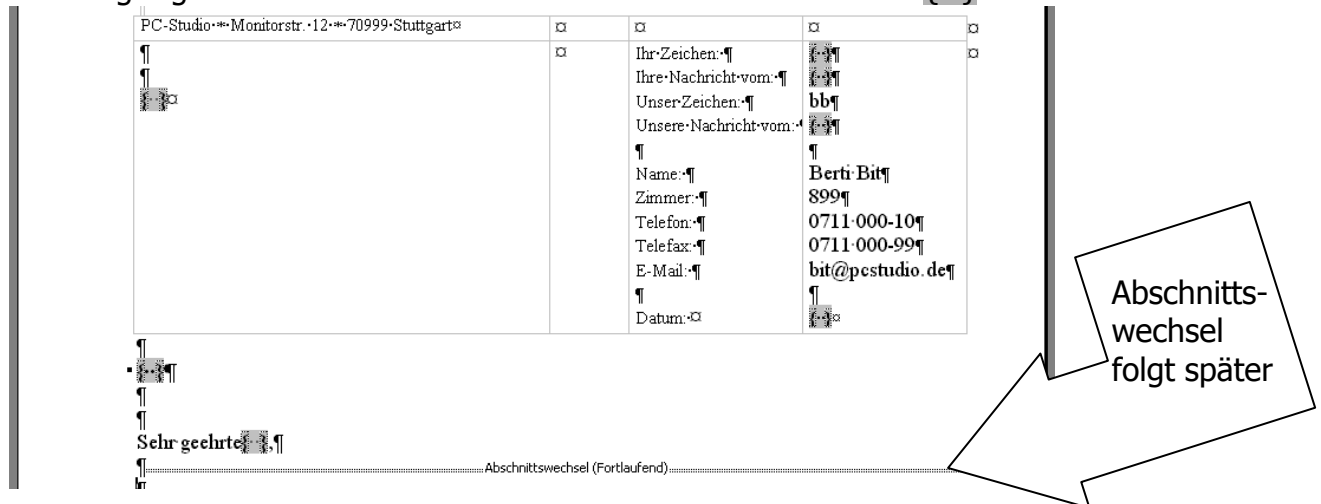 PC-Studio * Monitorstr. 12 * 70999 Stuttgart
Ihr Zeichen:
Ihre Nachricht vom:
Unser Zeichen: bb
Unsere Nachricht vom:
Name: Berti Bit
Zimmer: 899
Telefon: 0711 000-10
Telefax: 0711 000-99
E-Mail: bit@pcstudio.de
Datum:
Sehr geehrte{ },
Abschnittswechsel (Fortlaufend)
Abschnitts-
wechsel
folgt später